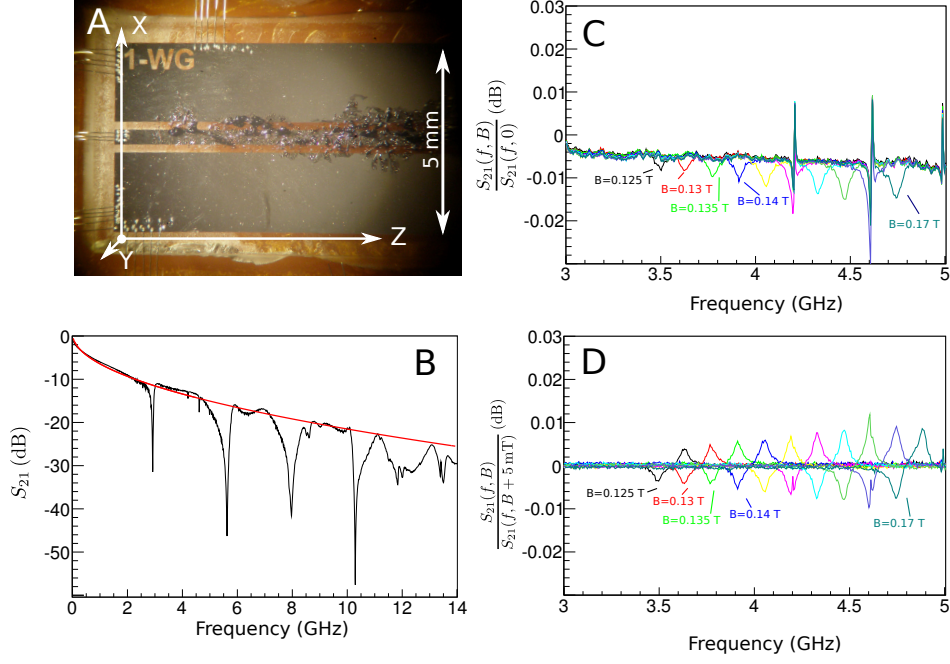 A
X
1-WG
5 mm
Z
Y
B
S₂₁ (dB)
0
-10
-20
-30
-40
-50
0 2 4 6 8 10 12 14
Frequency (GHz)
C
S₂₁(f, B)
S₂₁(f, 0)
(dB)
0.03
0.02
0.01
0
-0.01
-0.02
B=0.125 T
B=0.13 T
B=0.135 T
B=0.14 T
B=0.17 T
3 3.5 4 4.5 5
Frequency (GHz)
D
S₂₁(f, B)
S₂₁(f, B + 5 mT)
(dB)
0.03
0.02
0.01
0
-0.01
-0.02
B=0.125 T
B=0.13 T
B=0.135 T
B=0.14 T
B=0.17 T
3 3.5 4 4.5 5
Frequency (GHz)